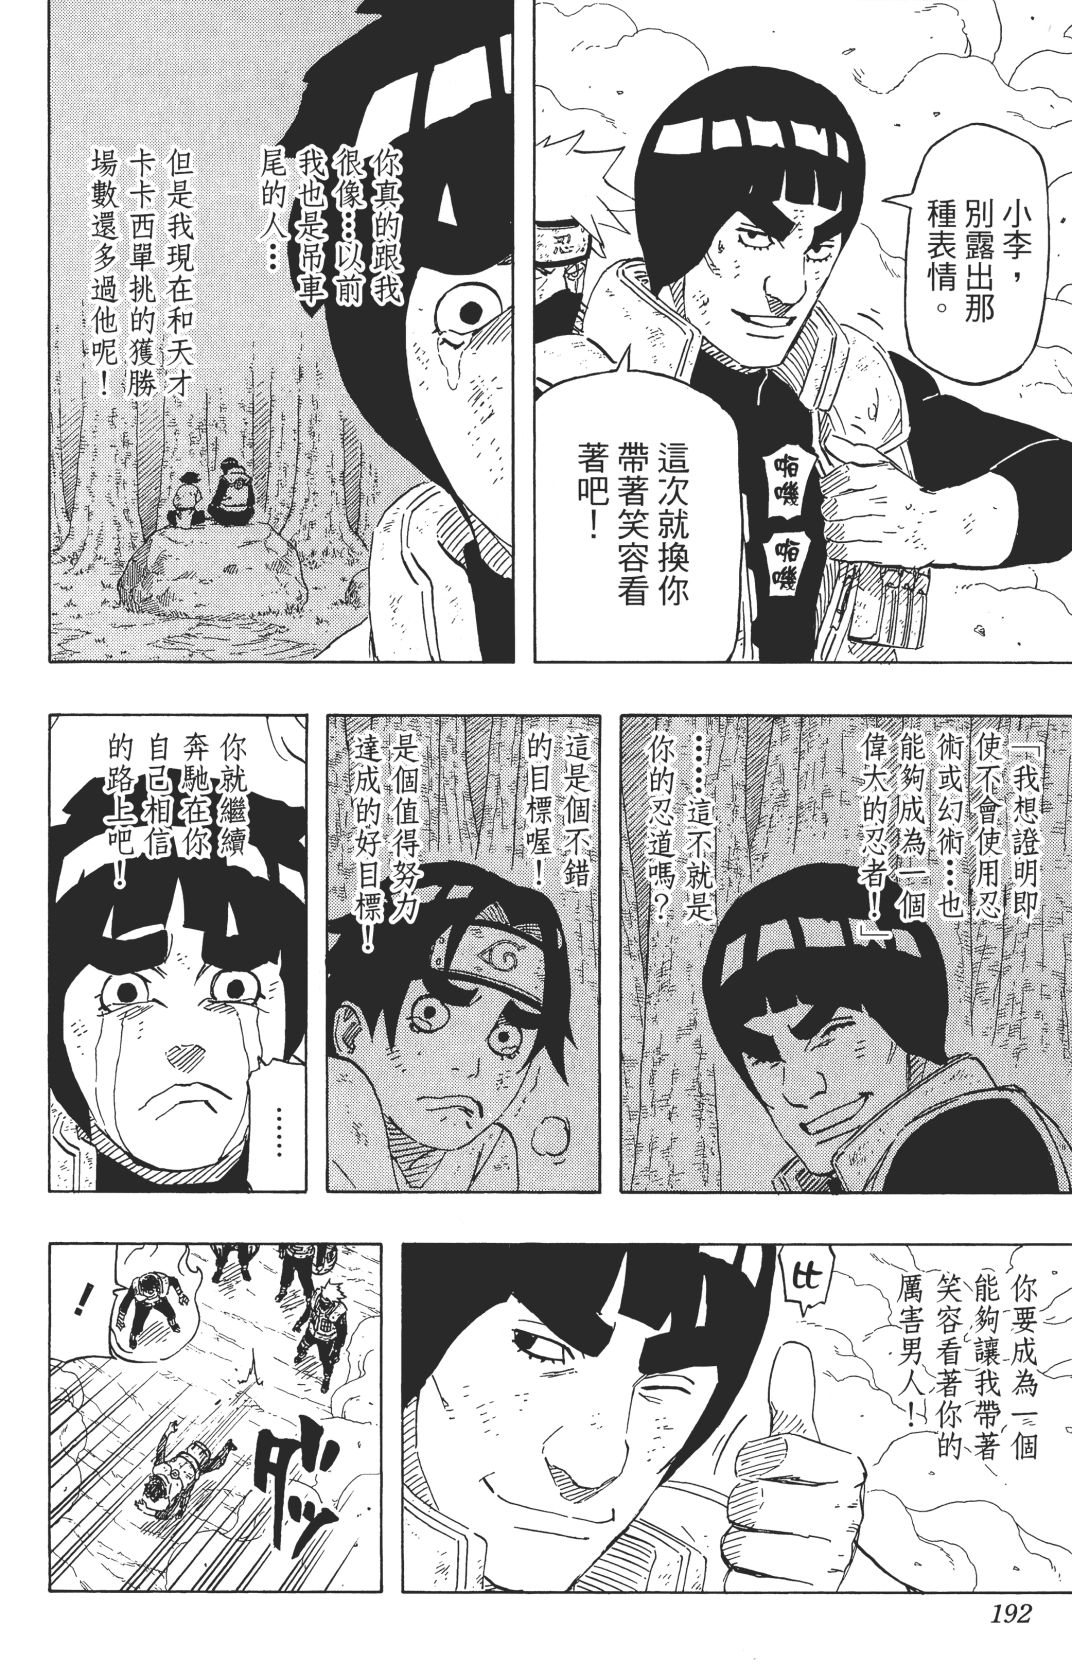 小李，
別露出那
種表情。
啪嘰
啪嘰
這次就換你
帶著笑容看
著吧！
你真的跟我
很像…以前
我也是吊車
尾的人…
但是我現在和天才
卡卡西單挑的獲勝
場數還多過他呢！
「我想證明即
使不會使用忍
術或幻術…也
能夠成為一個
偉大的忍者！」
……這不就是
你的忍道嗎？
這是個不錯
的目標喔！
是個值得努力
達成的好目標！
你就繼續
奔馳在你
自己相信
的路上吧！
……
你要成為一個
能夠讓我帶著
笑容看著你的
厲害男人！
ヒ
！
ダッ
192